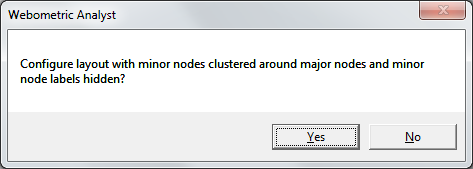 Webometric Analyst
Configure layout with minor nodes clustered around major nodes and minor
node labels hidden?
Yes
No